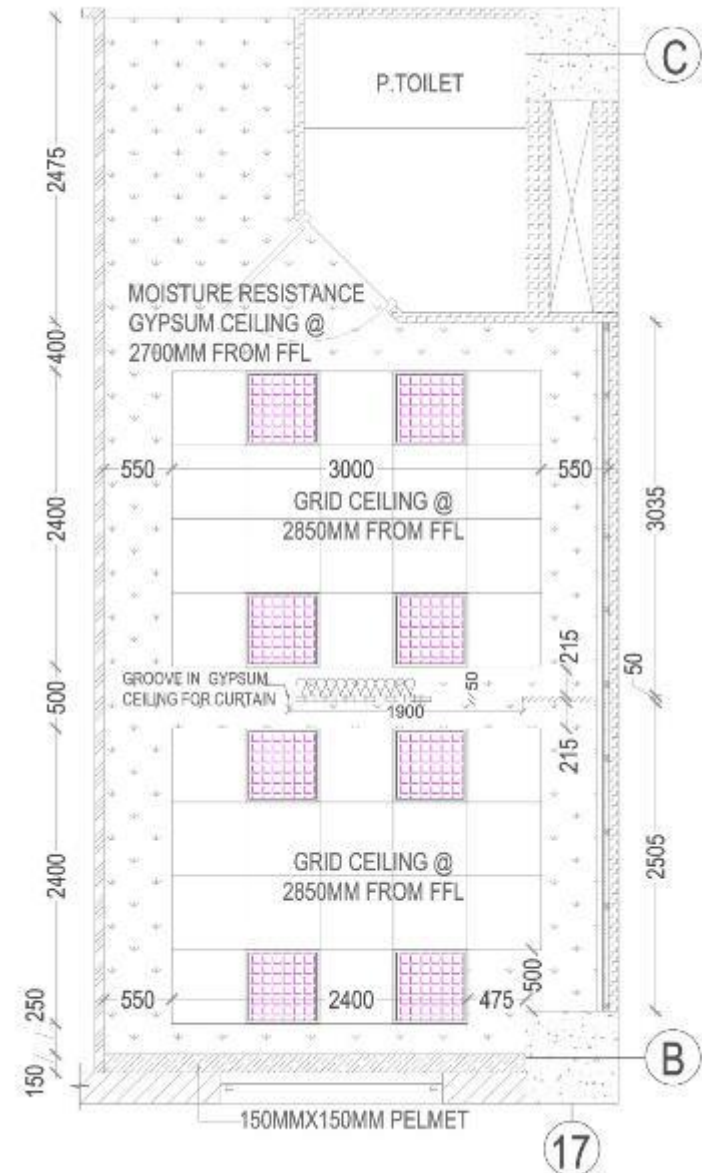 C
P.TOILET
2475
MOISTURE RESISTANCE
GYPSUM CEILING @
2700MM FROM FFL
400
550
3000
550
GRID CEILING @
2850MM FROM FFL
2400
3035
215
50
GROOVE IN GYPSUM
CEILING FOR CURTAIN
50
500
1900
215
2505
GRID CEILING @
2850MM FROM FFL
2400
550
2400
475
500
250
150
B
150MMX150MM PELMET
17